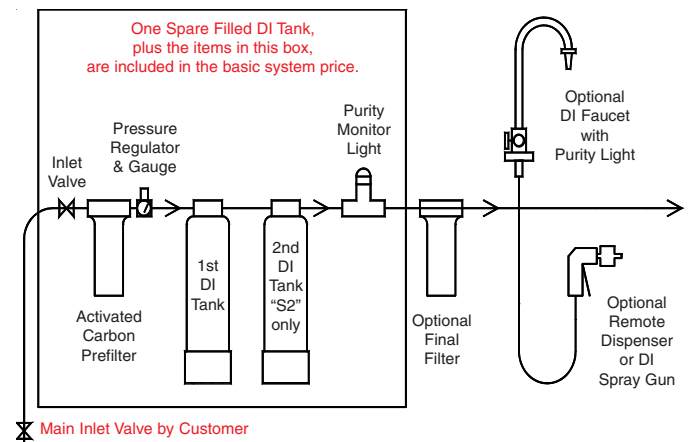 One Spare Filled DI Tank,
plus the items in this box,
are included in the basic system price.
Inlet
Valve
Pressure
Regulator
& Gauge
Purity
Monitor
Light
Optional
DI Faucet
with
Purity Light
Activated
Carbon
Prefilter
1st
DI
Tank
2nd
DI
Tank
“S2”
only
Optional
Final
Filter
Optional
Remote
Dispenser
or DI
Spray Gun
Main Inlet Valve by Customer